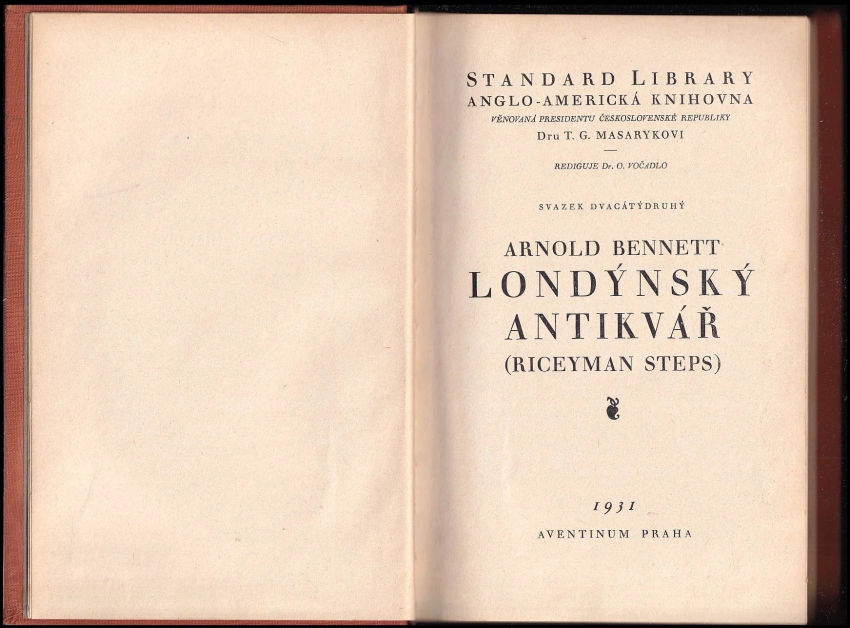 STANDARD LIBRARY
ANGLO-AMERICKÁ KNIHOVNA
VĚNOVANÁ PRESIDENTU ČESKOSLOVENSKÉ REPUBLIKY
Dru T. G. MASARYKOVI
REDIGUJE Dr. O. VOČADLO
SVAZEK DVACÁTÝDRUHÝ
ARNOLD BENNETT
LONDÝNSKÝ
ANTIKVÁŘ
(RICEYMAN STEPS)
1931
AVENTINUM PRAHA